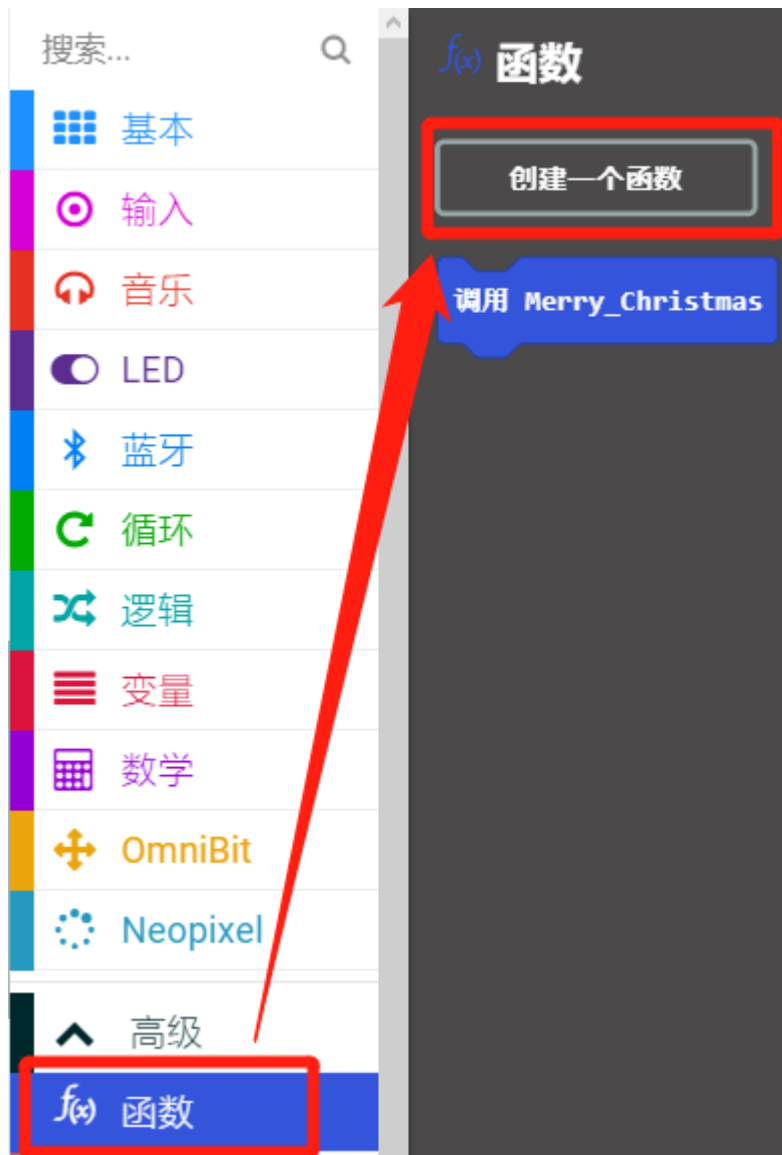 搜索...
基本
输入
音乐
LED
蓝牙
循环
逻辑
变量
数学
OmniBit
Neopixel
高级
f(x) 函数
f(x) 函数
创建一个函数
调用 Merry_Christmas